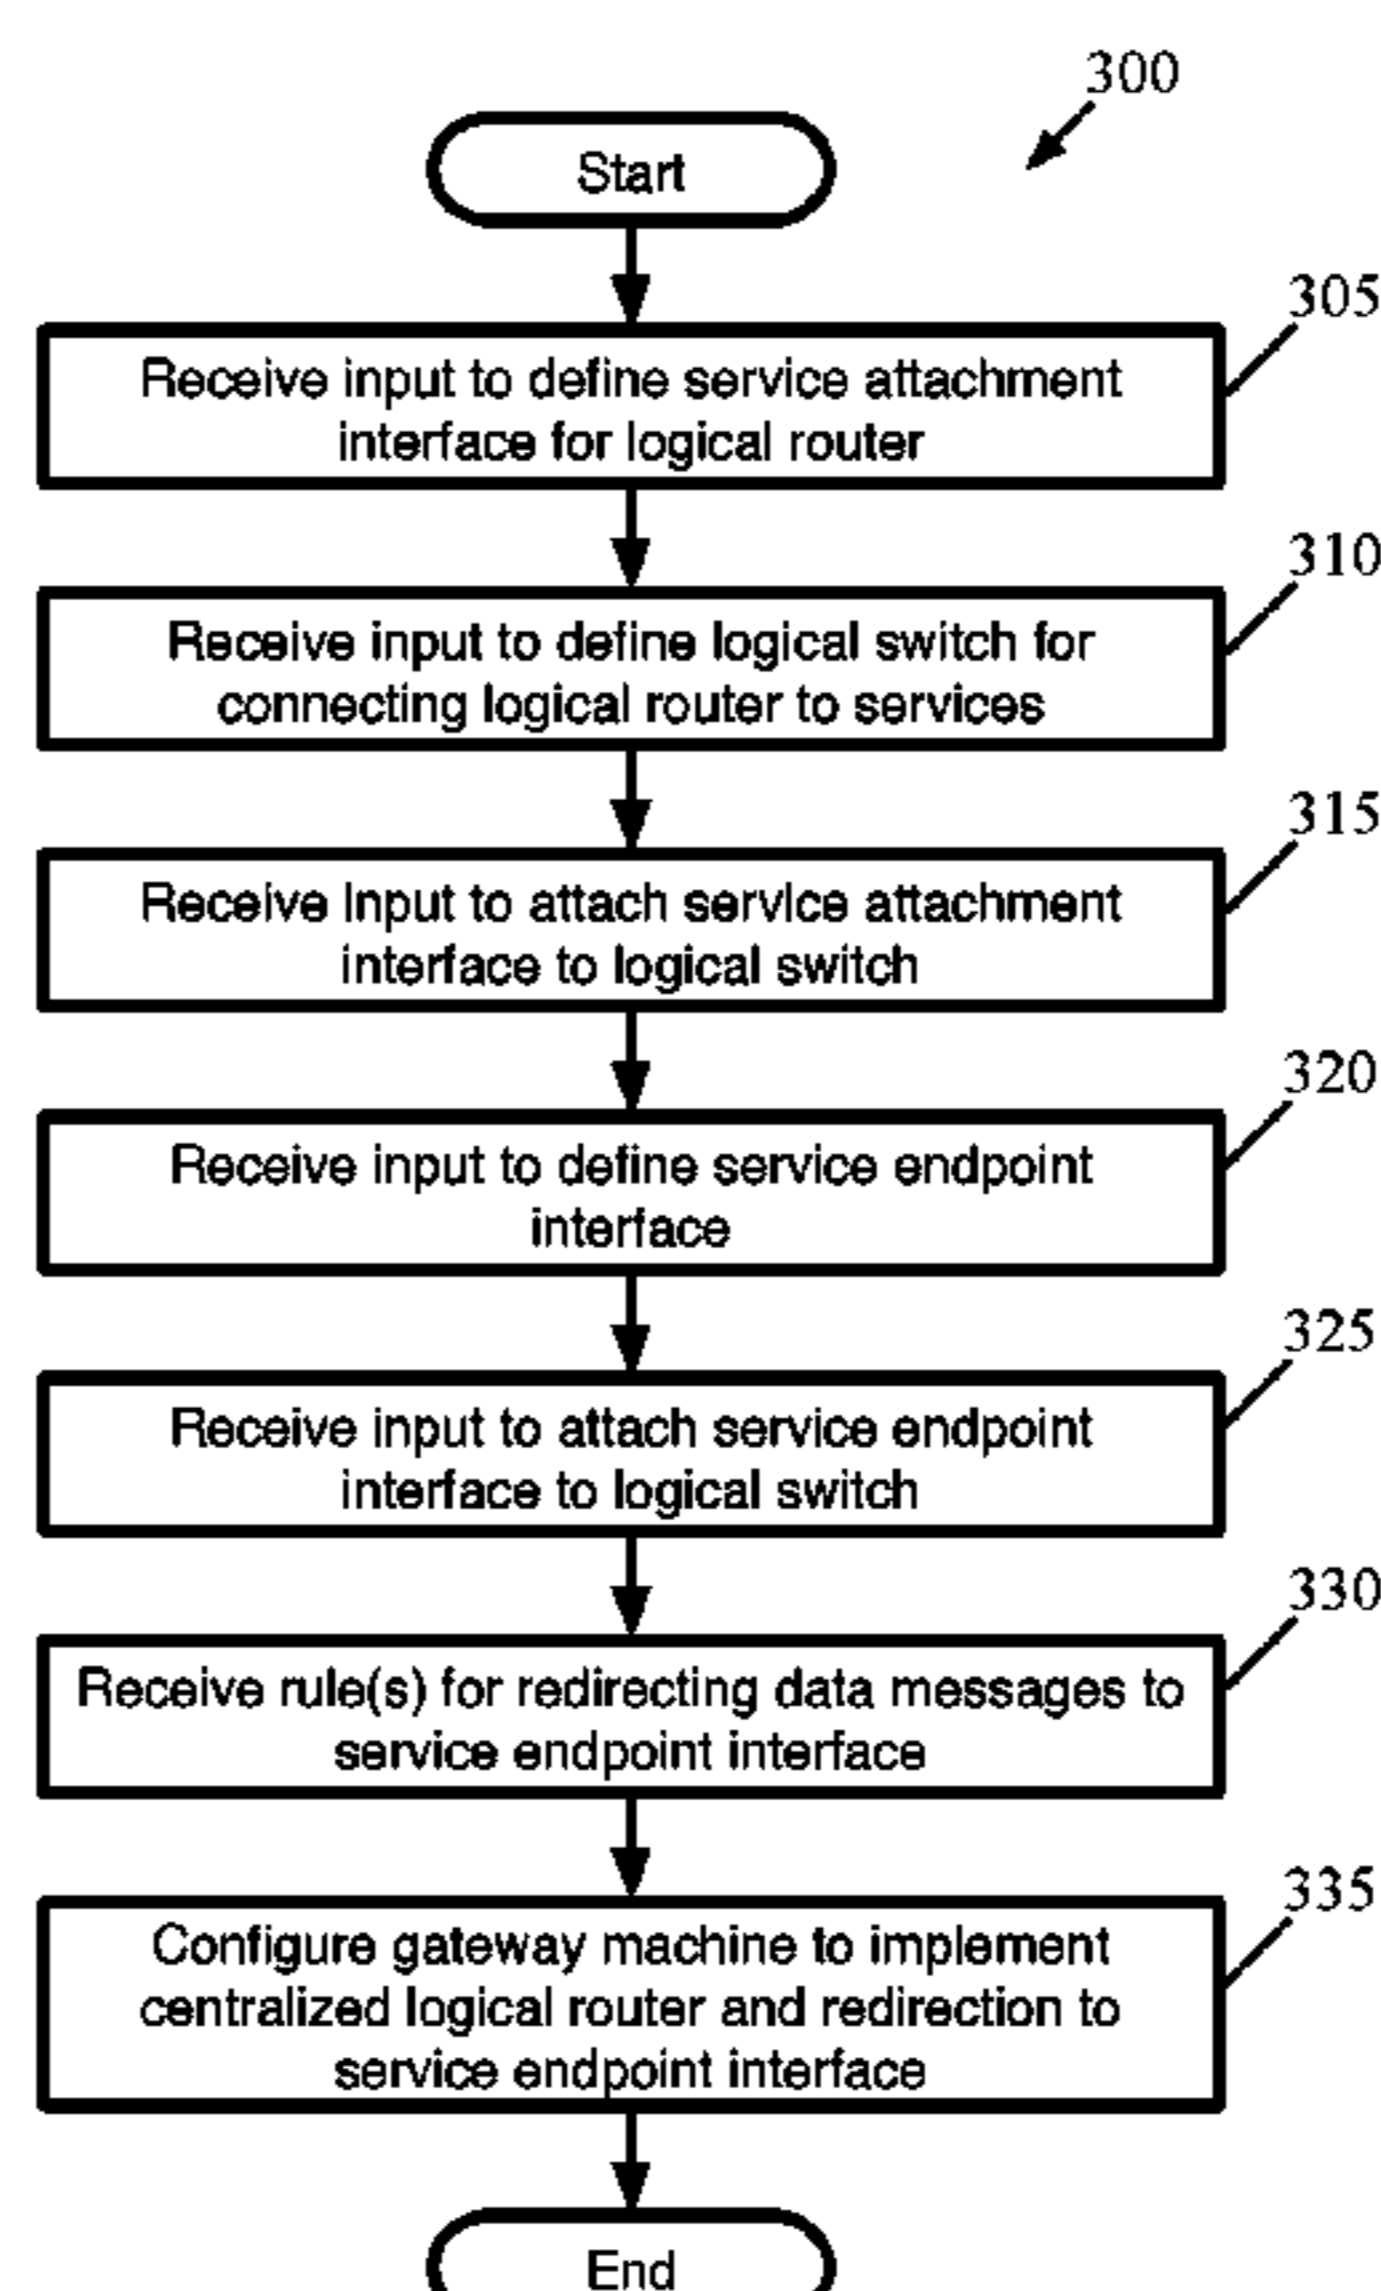 300
Start
305
Receive input to define service attachment
interface for logical router
310
Receive input to define logical switch for
connecting logical router to services
315
Receive input to attach service attachment
interface to logical switch
320
Receive input to define service endpoint
interface
325
Receive input to attach service endpoint
interface to logical switch
330
Receive rule(s) for redirecting data messages to
service endpoint interface
335
Configure gateway machine to implement
centralized logical router and redirection to
service endpoint interface
End